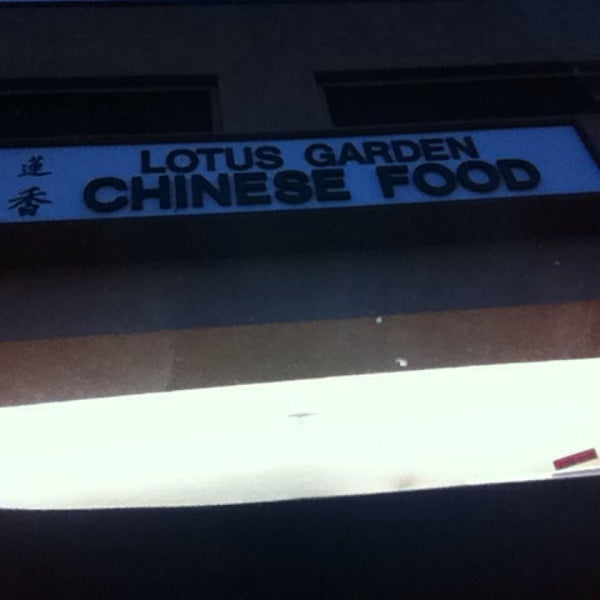 蓮香
LOTUS GARDEN
CHINESE FOOD